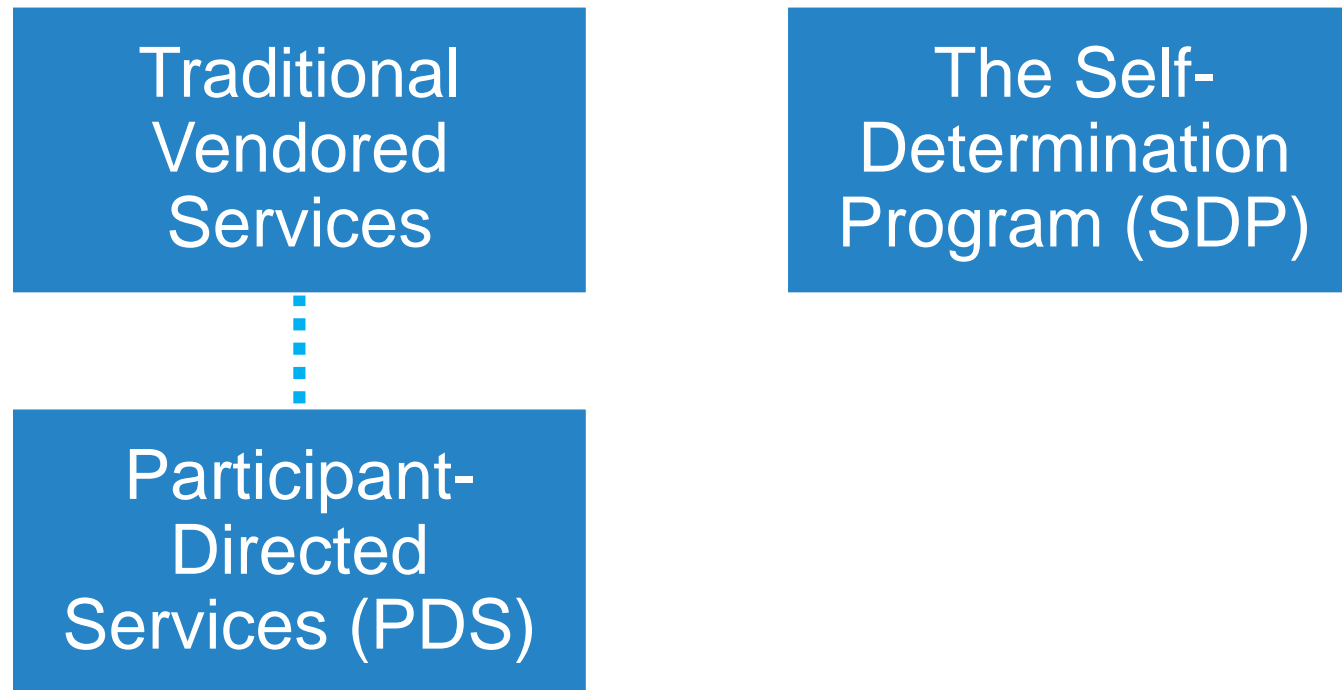 Traditional
Vendored
Services
The Self-
Determination
Program (SDP)
Participant-
Directed
Services (PDS)